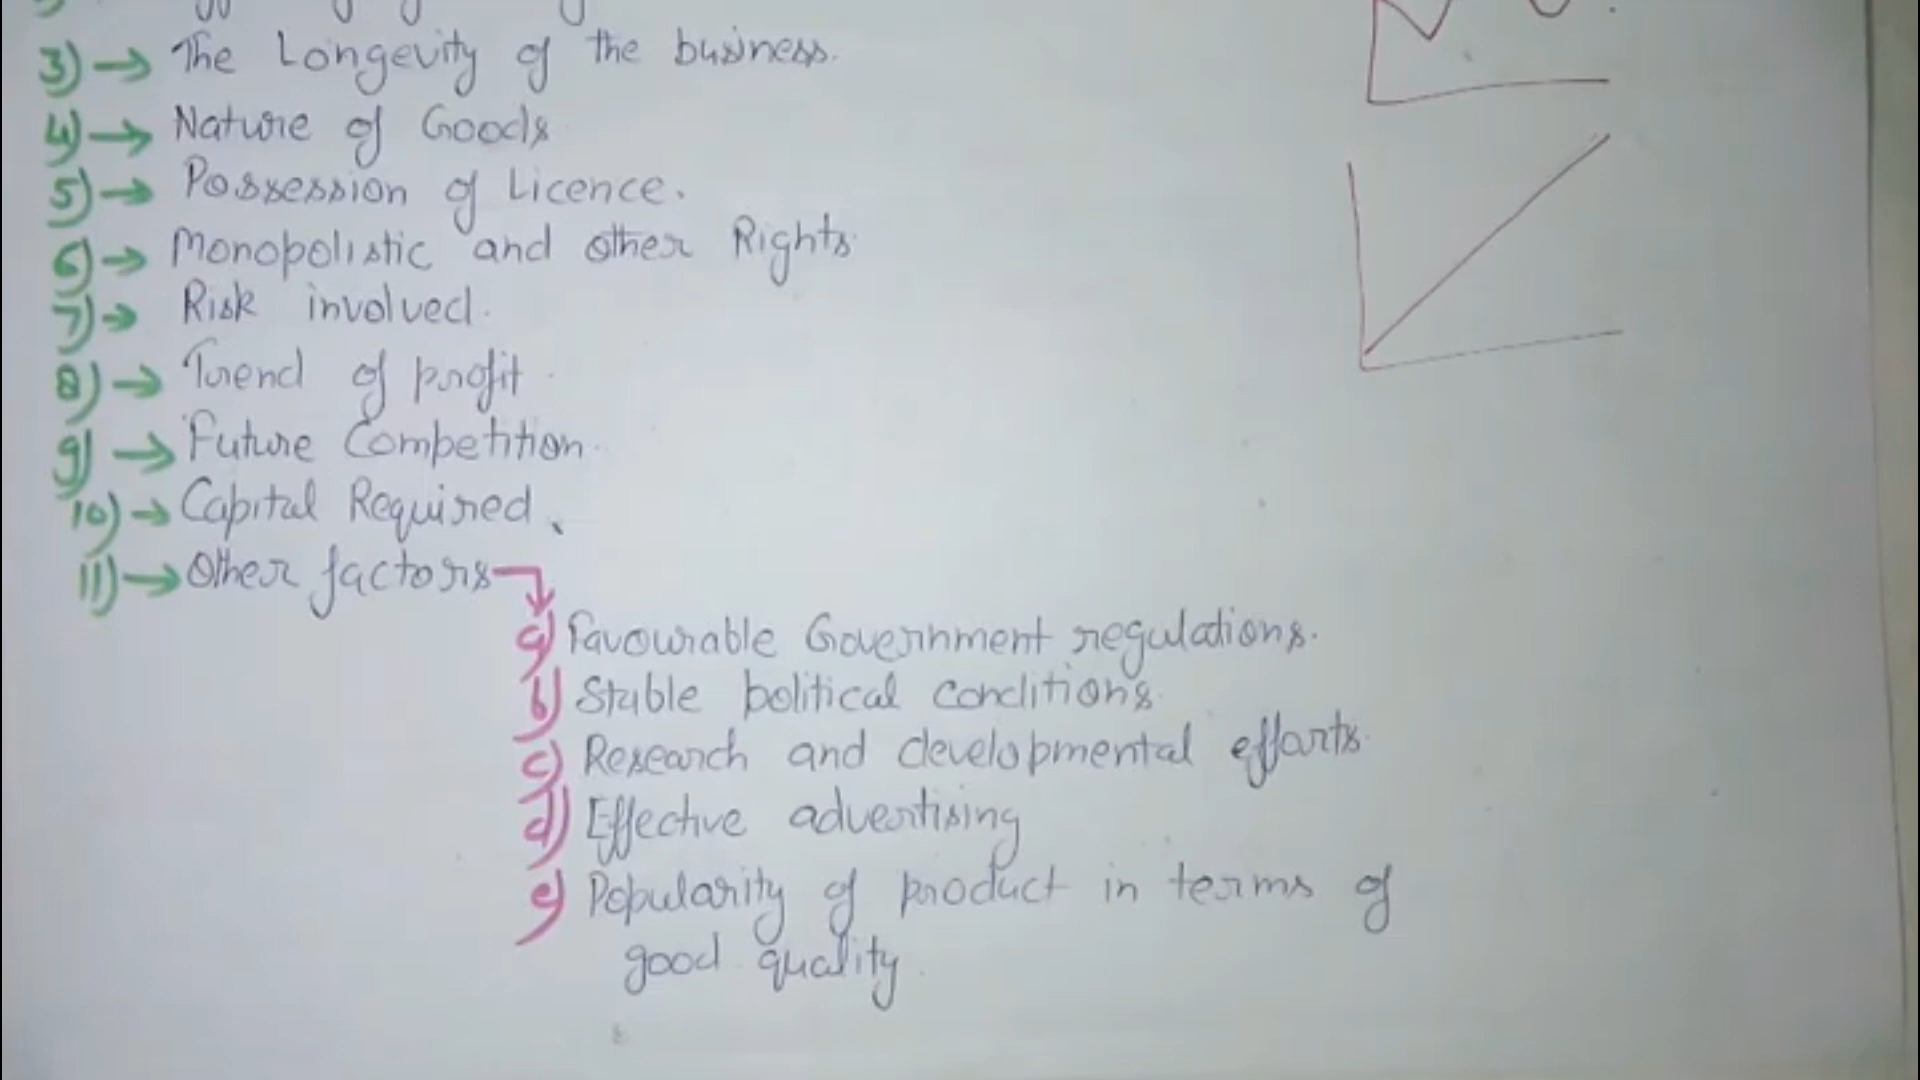 3) → The Longevity of the business.
4) → Nature of Goods
5) → Possession of Licence.
6) → Monopolistic and other Rights
7) → Risk involved.
8) → Trend of profit
9) → Future Competition
10) → Capital Required
11) → Other factors
a) Favourable Government regulations.
b) Stable political conditions
c) Research and developmental efforts
d) Effective advertising
e) Popularity of product in terms of
good quality